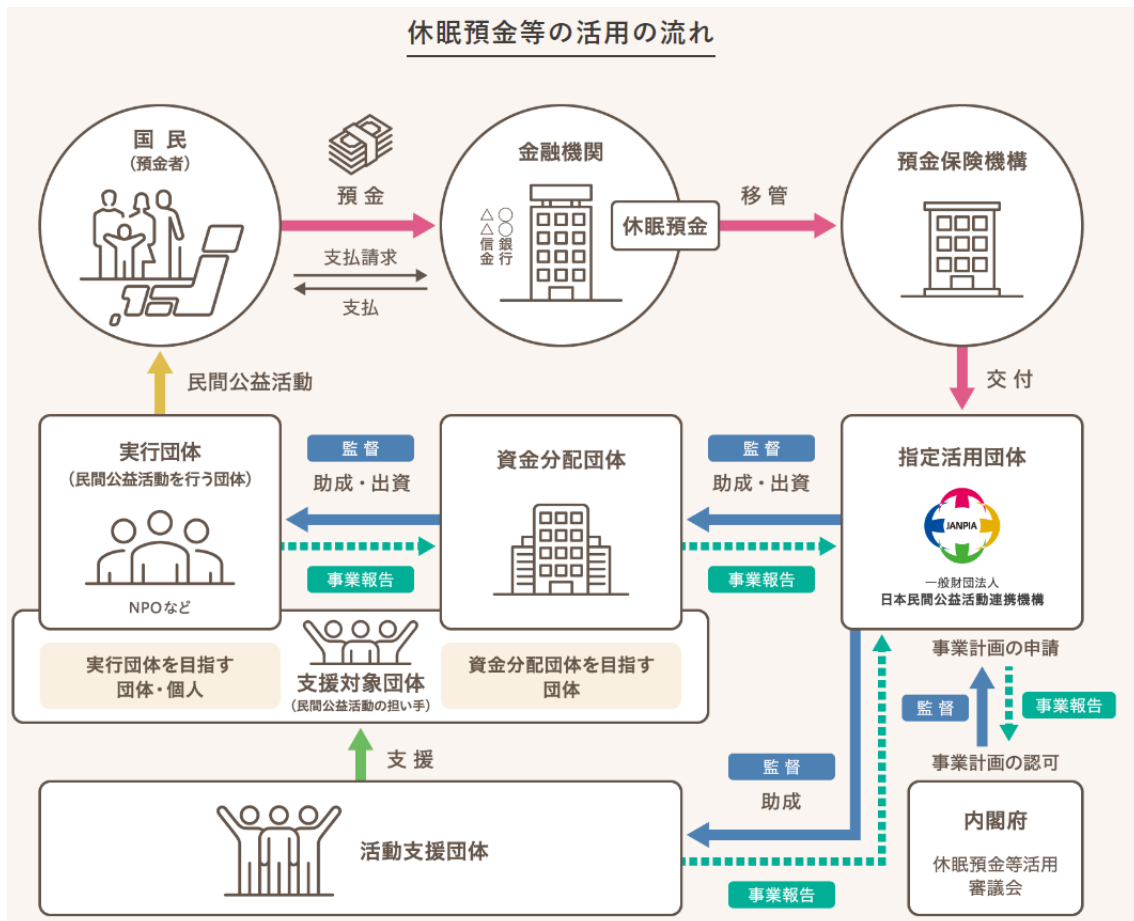 休眠預金等の活用の流れ
国 民
(預金者)
預 金
支払請求
支払
金融機関
○○銀行
△△信金
休眠預金
移 管
預金保険機構
民間公益活動
交 付
実行団体
(民間公益活動を行う団体)
NPOなど
監 督
助成・出資
事業報告
資金分配団体
監 督
助成・出資
事業報告
指定活用団体
JANPIA
一般財団法人
日本民間公益活動連携機構
実行団体を目指す
団体・個人
支援対象団体
(民間公益活動の担い手)
資金分配団体を目指す
団体
事業計画の申請
監 督
事業報告
事業計画の認可
支 援
監 督
助成
活動支援団体
事業報告
内閣府
休眠預金等活用
審議会